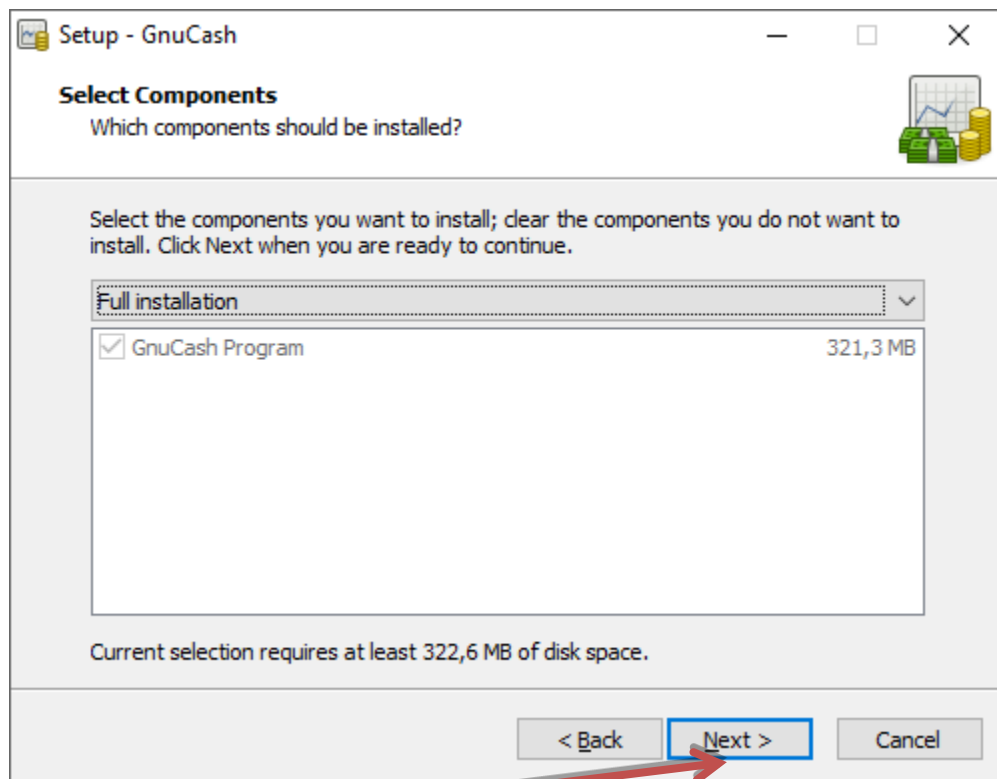 Setup - GnuCash
Select Components
Which components should be installed?
Select the components you want to install; clear the components you do not want to
install. Click Next when you are ready to continue.
Full installation
GnuCash Program 321,3 MB
Current selection requires at least 322,6 MB of disk space.
< Back Next > Cancel